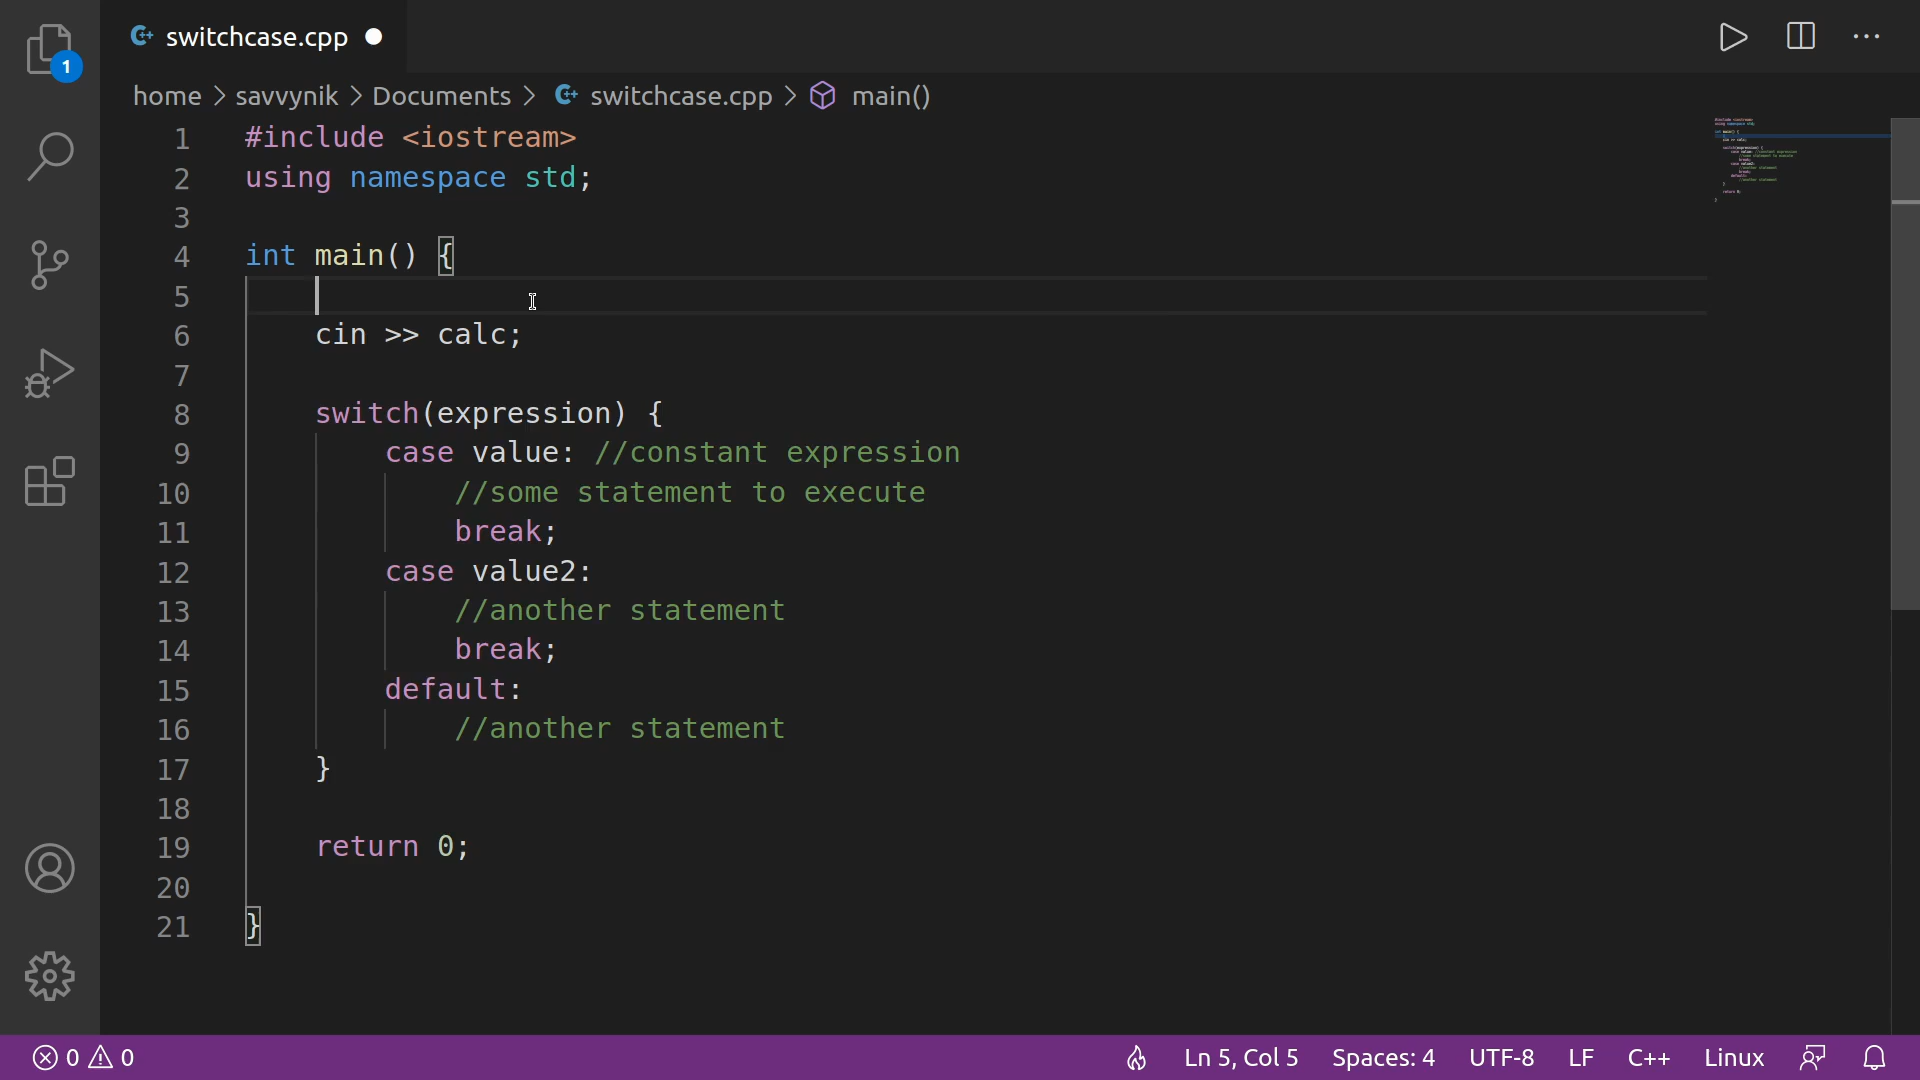 switchcase.cpp
home > savvynik > Documents > switchcase.cpp > main()
1 #include <iostream>
2 using namespace std;
3
4 int main() {
5
6     cin >> calc;
7
8     switch(expression) {
9         case value: //constant expression
10             //some statement to execute
11             break;
12         case value2:
13             //another statement
14             break;
15         default:
16             //another statement
17     }
18
19     return 0;
20
21 }
1
0 0 Ln 5, Col 5 Spaces: 4 UTF-8 LF C++ Linux